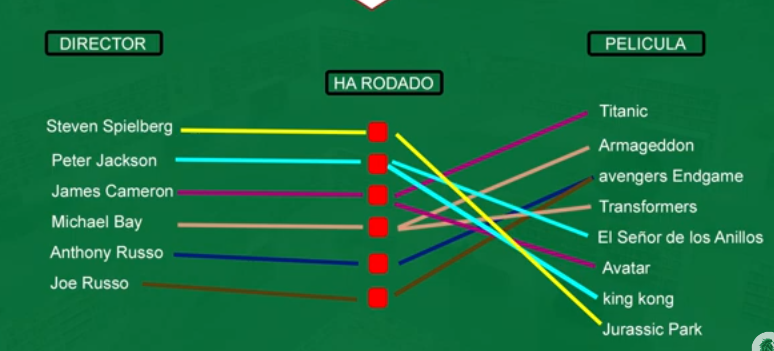 DIRECTOR
PELICULA
HA RODADO
Steven Spielberg
Peter Jackson
James Cameron
Michael Bay
Anthony Russo
Joe Russo
Titanic
Armageddon
avengers Endgame
Transformers
El Señor de los Anillos
Avatar
king kong
Jurassic Park